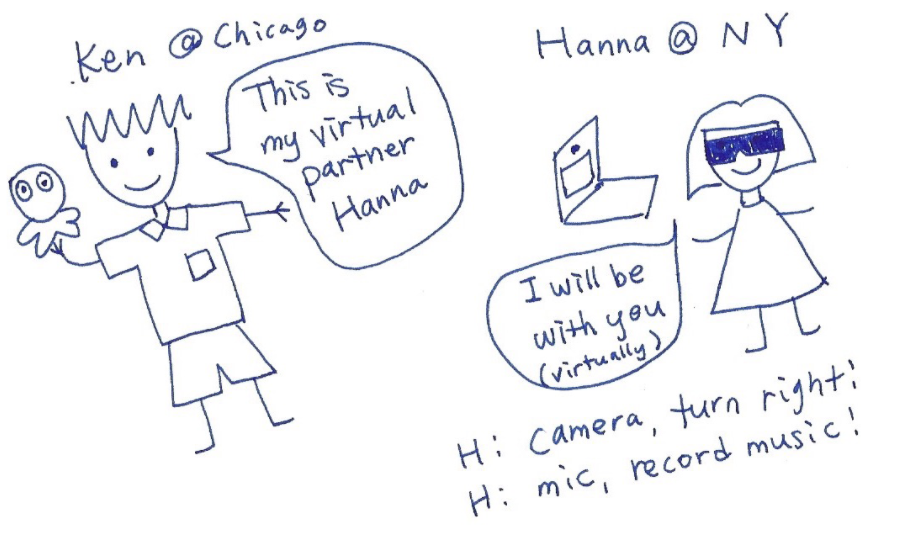 Ken @ Chicago
This is
my virtual
partner
Hanna
Hanna @ NY
I will be
with you
(virtually)
H: camera, turn right!
H: mic, record music!